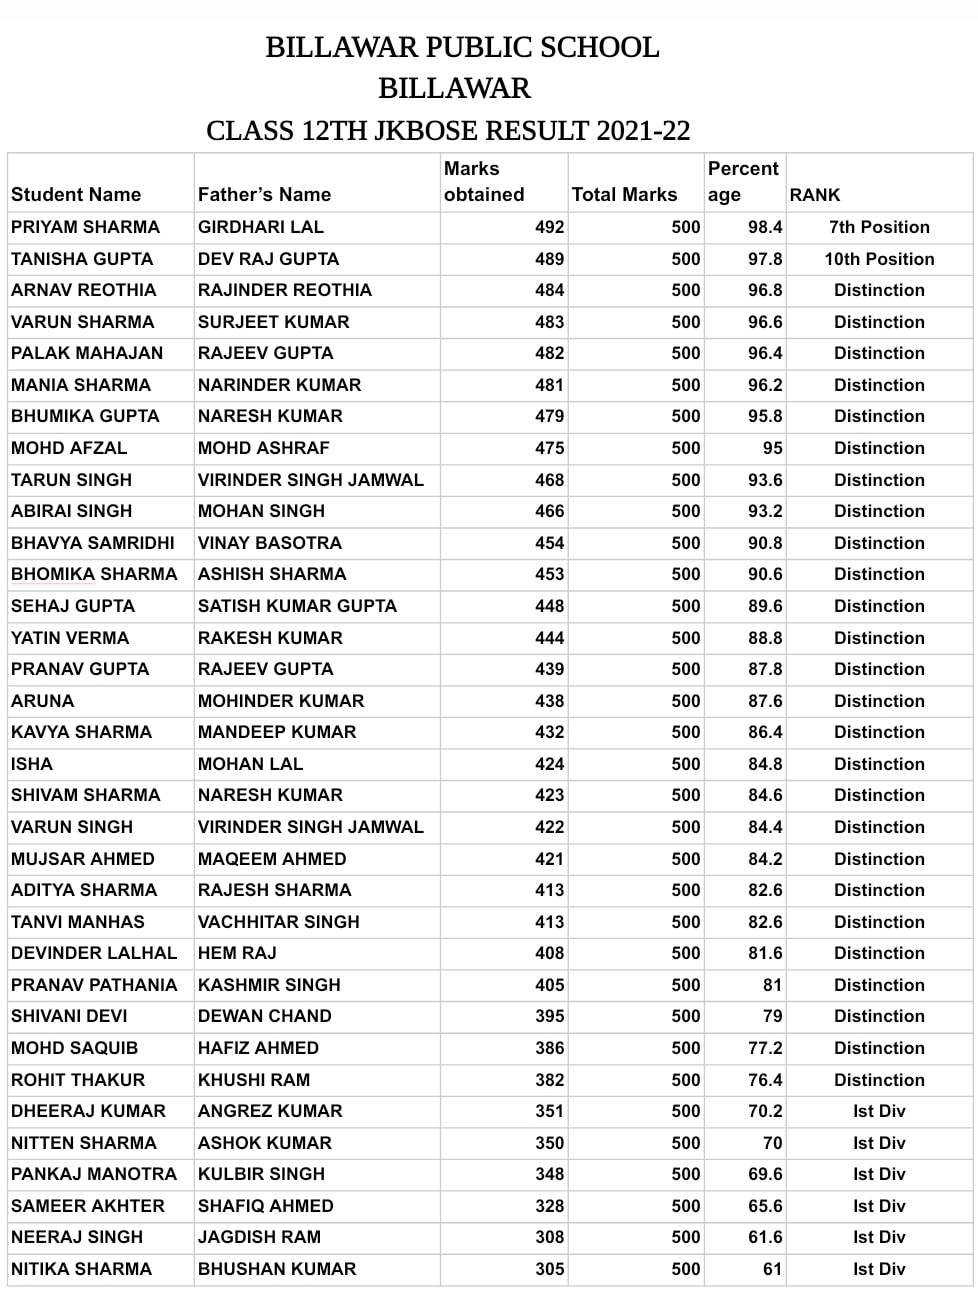 BILLAWAR PUBLIC SCHOOL
BILLAWAR
CLASS 12TH JKBOSE RESULT 2021-22
Student Name Father’s Name Marks obtained Total Marks Percent age RANK
PRIYAM SHARMA GIRDHARI LAL 492 500 98.4 7th Position
TANISHA GUPTA DEV RAJ GUPTA 489 500 97.8 10th Position
ARNAV REOTHIA RAJINDER REOTHIA 484 500 96.8 Distinction
VARUN SHARMA SURJEET KUMAR 483 500 96.6 Distinction
PALAK MAHAJAN RAJEEV GUPTA 482 500 96.4 Distinction
MANIA SHARMA NARINDER KUMAR 481 500 96.2 Distinction
BHUMIKA GUPTA NARESH KUMAR 479 500 95.8 Distinction
MOHD AFZAL MOHD ASHRAF 475 500 95 Distinction
TARUN SINGH VIRINDER SINGH JAMWAL 468 500 93.6 Distinction
ABIRAI SINGH MOHAN SINGH 466 500 93.2 Distinction
BHAVYA SAMRIDHI VINAY BASOTRA 454 500 90.8 Distinction
BHOMIKA SHARMA ASHISH SHARMA 453 500 90.6 Distinction
SEHAJ GUPTA SATISH KUMAR GUPTA 448 500 89.6 Distinction
YATIN VERMA RAKESH KUMAR 444 500 88.8 Distinction
PRANAV GUPTA RAJEEV GUPTA 439 500 87.8 Distinction
ARUNA MOHINDER KUMAR 438 500 87.6 Distinction
KAVYA SHARMA MANDEEP KUMAR 432 500 86.4 Distinction
ISHA MOHAN LAL 424 500 84.8 Distinction
SHIVAM SHARMA NARESH KUMAR 423 500 84.6 Distinction
VARUN SINGH VIRINDER SINGH JAMWAL 422 500 84.4 Distinction
MUJSAR AHMED MAQEEM AHMED 421 500 84.2 Distinction
ADITYA SHARMA RAJESH SHARMA 413 500 82.6 Distinction
TANVI MANHAS VACHHITAR SINGH 413 500 82.6 Distinction
DEVINDER LALHAL HEM RAJ 408 500 81.6 Distinction
PRANAV PATHANIA KASHMIR SINGH 405 500 81 Distinction
SHIVANI DEVI DEWAN CHAND 395 500 79 Distinction
MOHD SAQUIB HAFIZ AHMED 386 500 77.2 Distinction
ROHIT THAKUR KHUSHI RAM 382 500 76.4 Distinction
DHEERAJ KUMAR ANGREZ KUMAR 351 500 70.2 Ist Div
NITTEN SHARMA ASHOK KUMAR 350 500 70 Ist Div
PANKAJ MANOTRA KULBIR SINGH 348 500 69.6 Ist Div
SAMEER AKHTER SHAFIQ AHMED 328 500 65.6 Ist Div
NEERAJ SINGH JAGDISH RAM 308 500 61.6 Ist Div
NITIKA SHARMA BHUSHAN KUMAR 305 500 61 Ist Div